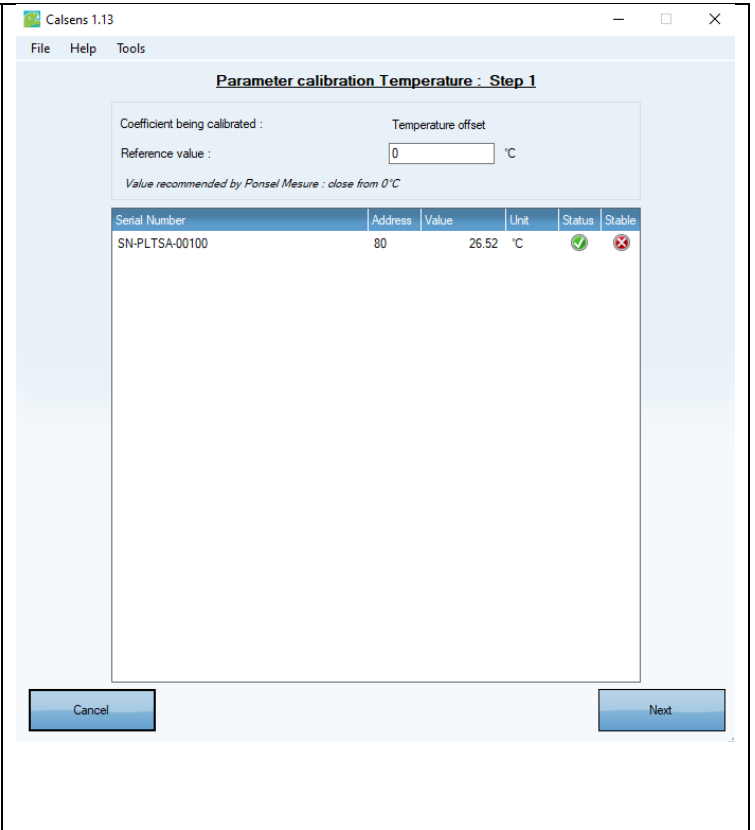 Calsens 1.13
File Help Tools
Parameter calibration Temperature : Step 1
Coefficient being calibrated : Temperature offset
Reference value : 0 °C
Value recommended by Ponsel Mesure : close from 0°C
Serial Number Address Value Unit Status Stable
SN-PLTSA-00100 80 26.52 °C
Cancel Next